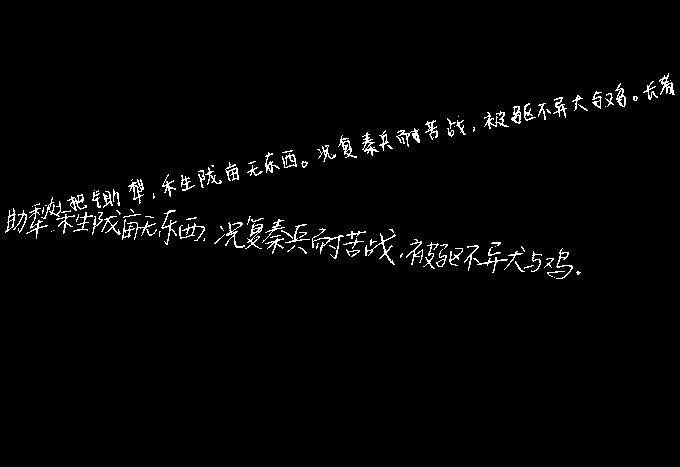 把锄犁，禾生陇亩无东西。况复秦兵耐苦战，被驱不异犬与鸡。长者
助犁禾生陇亩无东西，况复秦兵耐苦战，被驱不异犬与鸡.